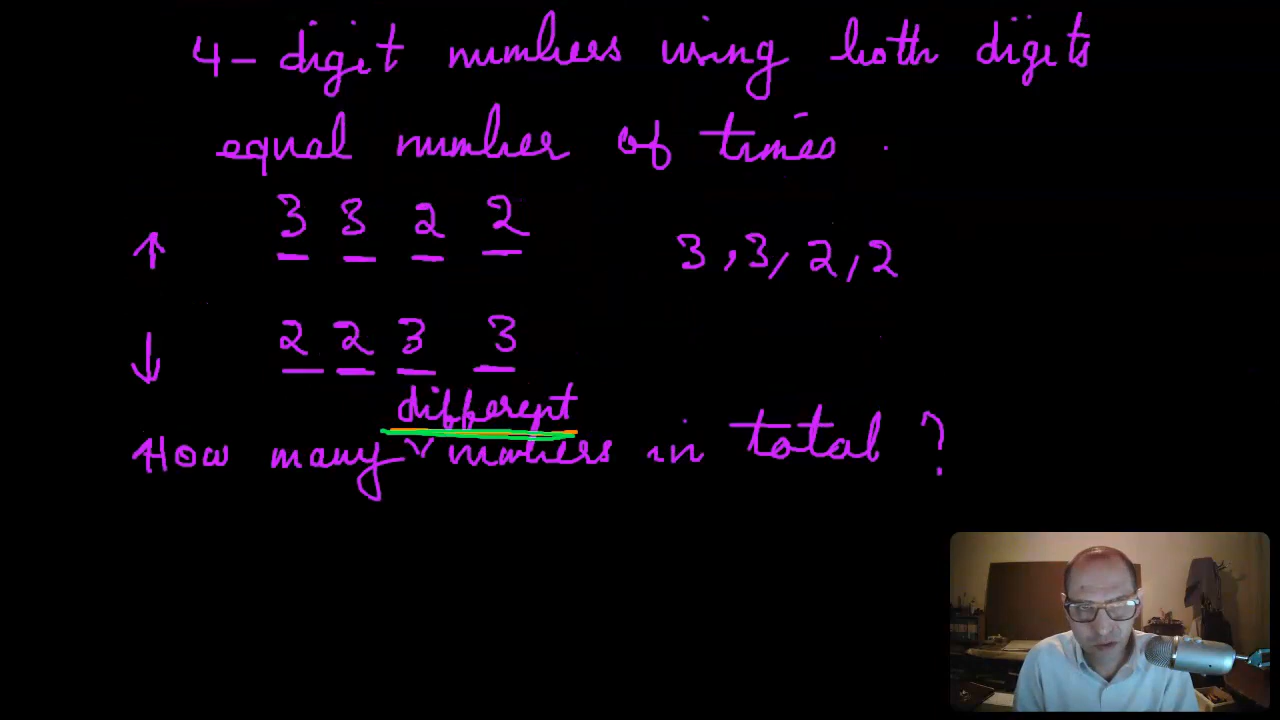 4-digit numbers using both digits
equal number of times.
↑ 3 3 2 2
3, 3, 2, 2
↓ 2 2 3 3
different
How many numbers in total?